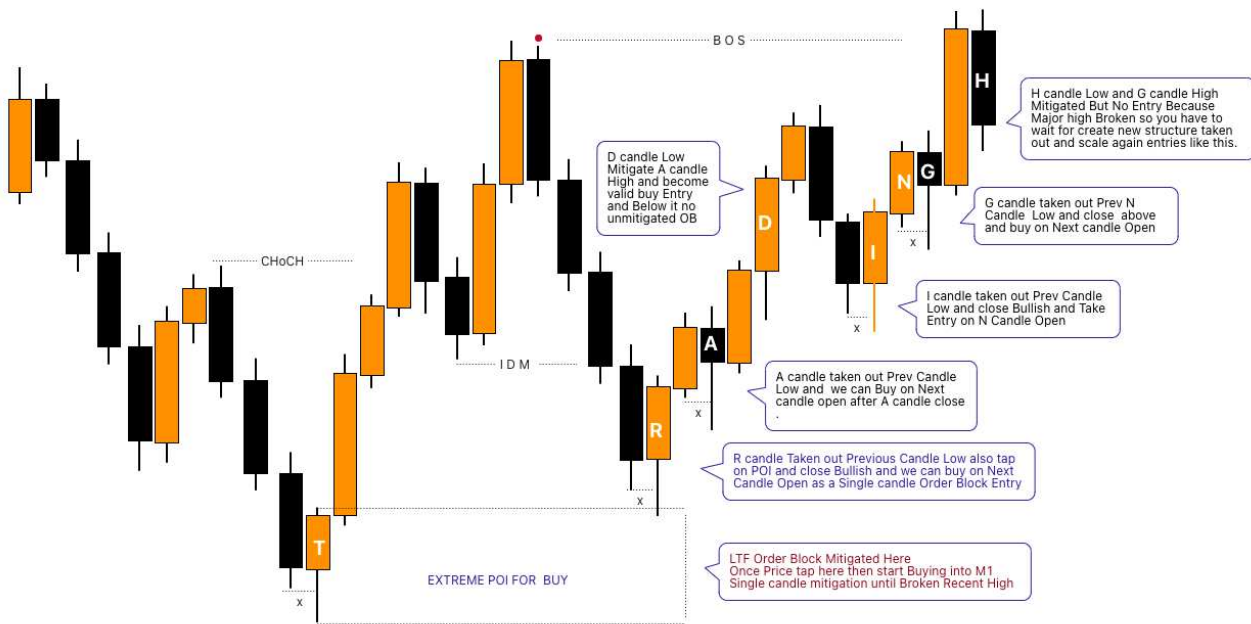 B O S
H
H candle Low and G candle High
Mitigated But No Entry Because
Major high Broken so you have to
wait for create new structure taken
out and scale again entries like this.
D candle Low
Mitigate A candle
High and become
valid buy Entry
and Below it no
unmitigated OB
D
N
G
G candle taken out Prev N
Candle Low and close above
and buy on Next candle Open
x
I
CHoCH
I candle taken out Prev Candle
Low and close Bullish and Take
Entry on N Candle Open
x
A
I D M
A candle taken out Prev Candle
Low and we can Buy on Next
candle open after A candle close
.
x
R
R candle Taken out Previous Candle Low also tap
on POI and close Bullish and we can buy on Next
Candle Open as a Single candle Order Block Entry
x
T
EXTREME POI FOR BUY
LTF Order Block Mitigated Here
Once Price tap here then start Buying into M1
Single candle mitigation until Broken Recent High
x